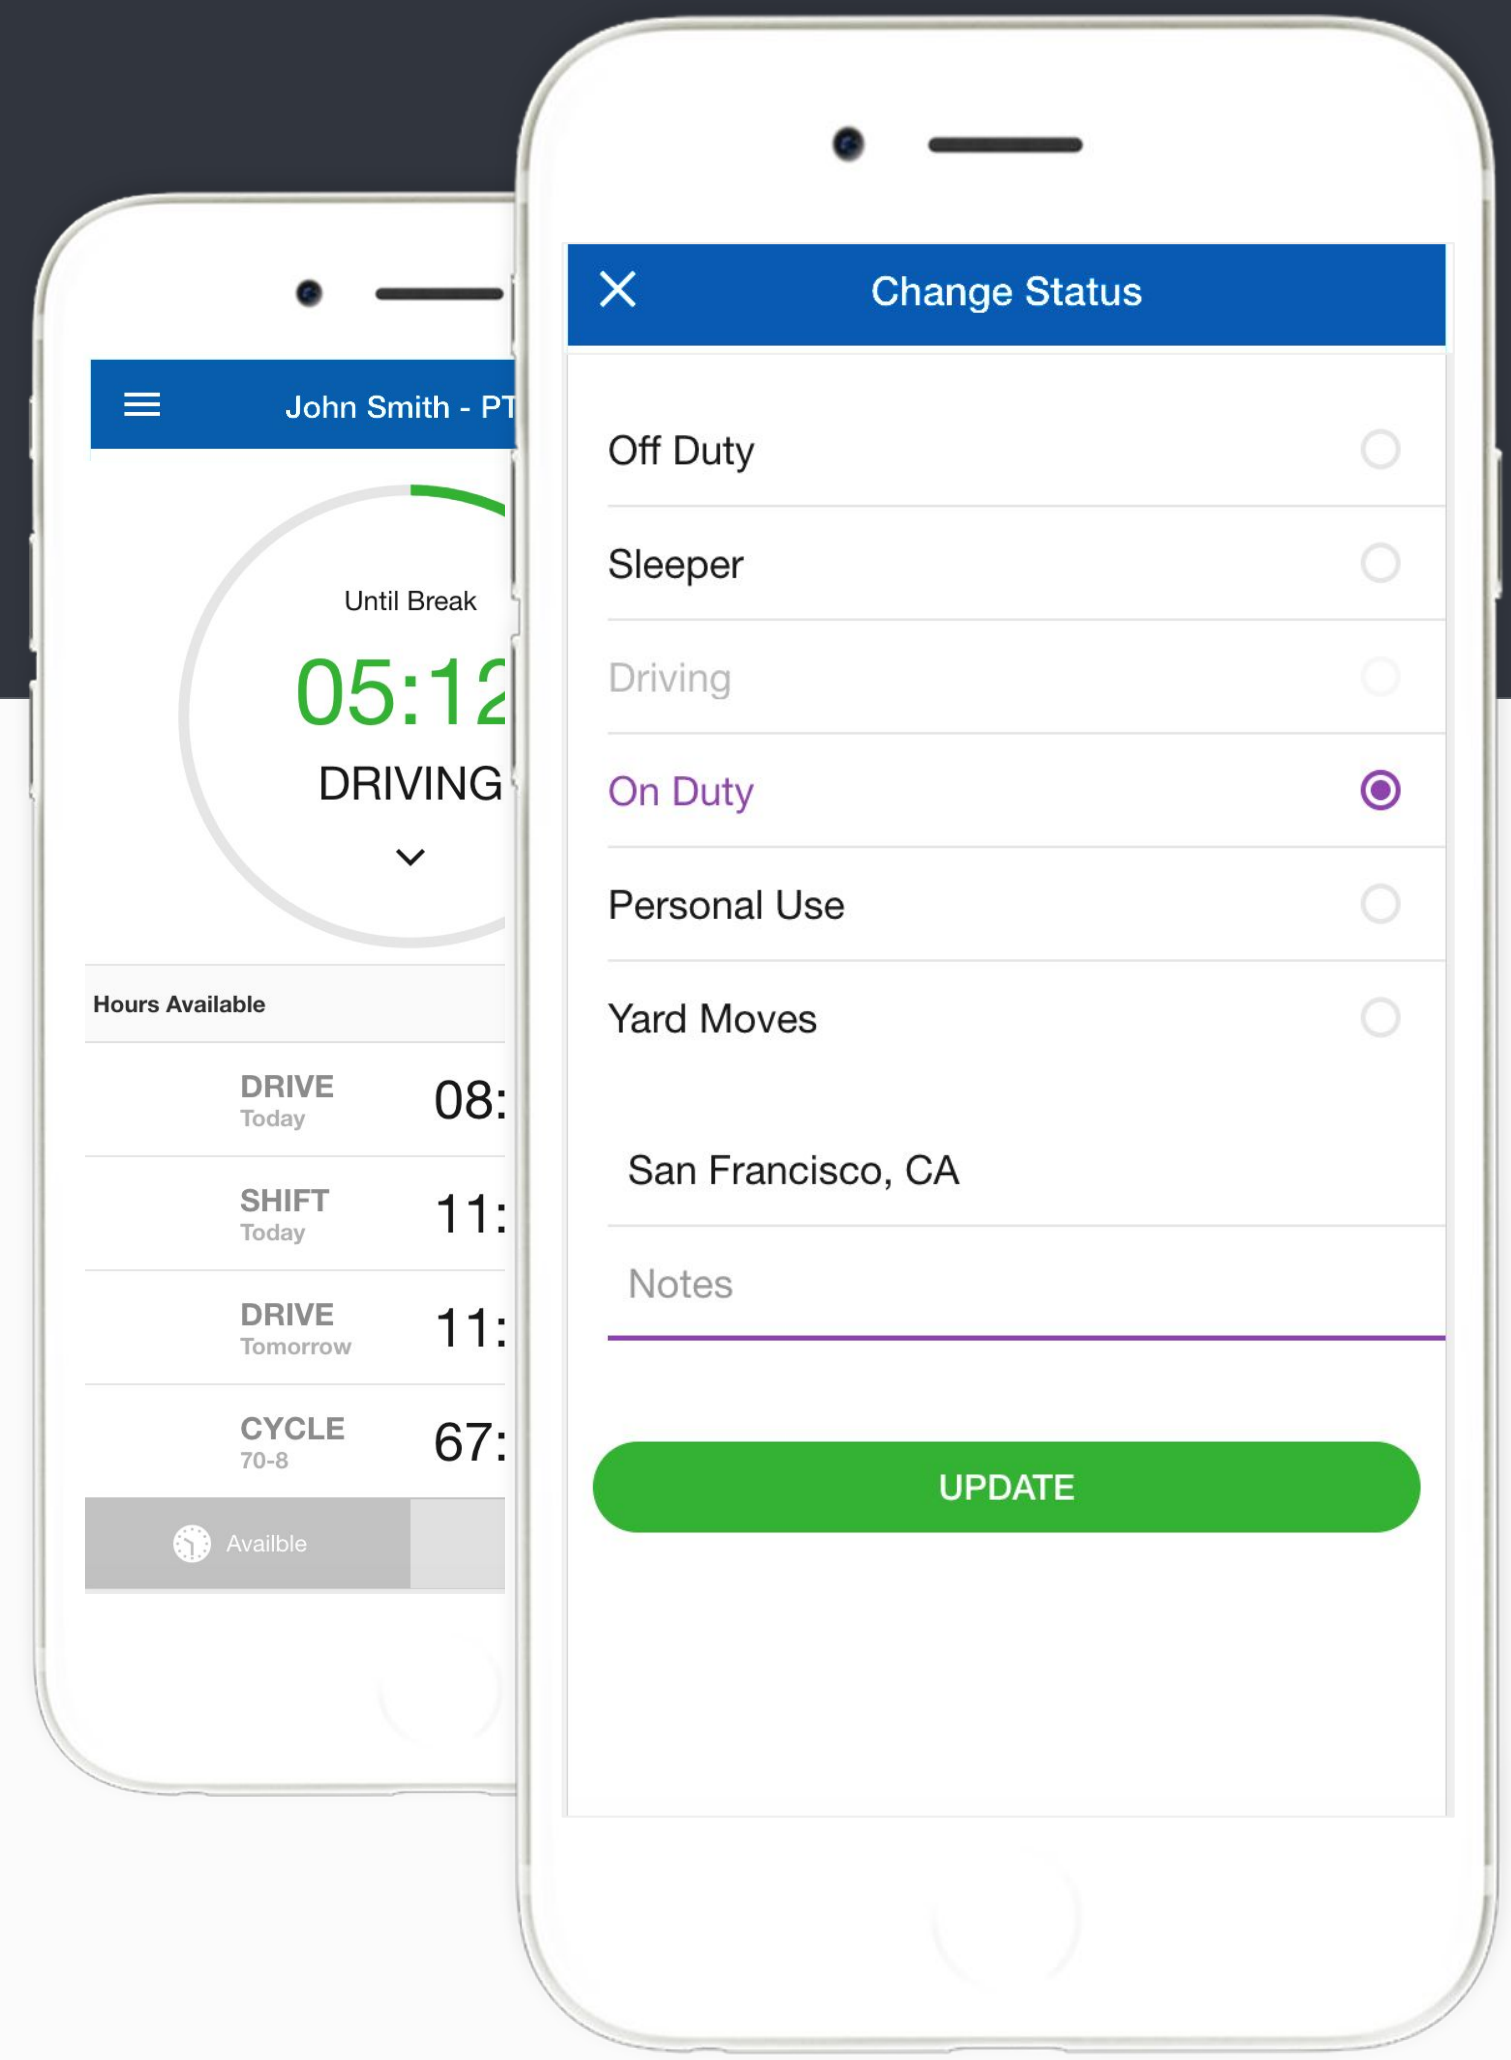 John Smith - PT
Until Break
05:12
DRIVING
Hours Available
DRIVE
Today
08:
SHIFT
Today
11:
DRIVE
Tomorrow
11:
CYCLE
70-8
67:
Availble
Change Status
Off Duty
Sleeper
Driving
On Duty
Personal Use
Yard Moves
San Francisco, CA
Notes
UPDATE